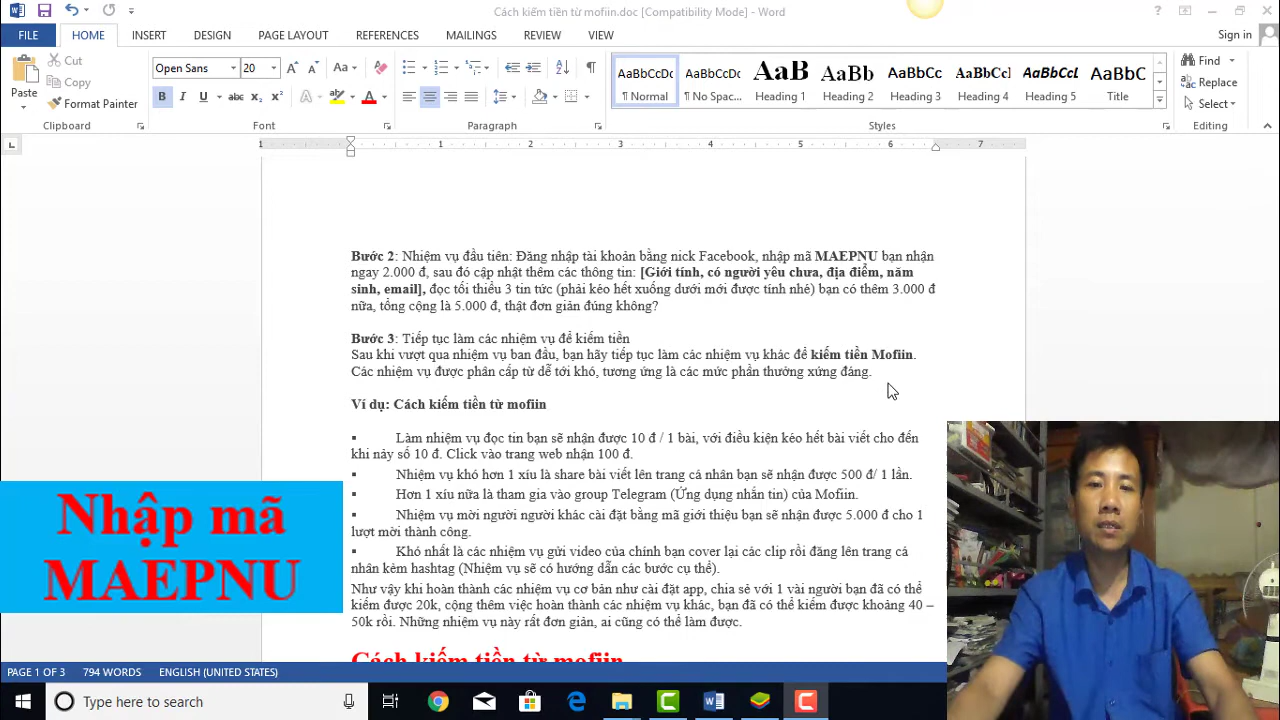 Cách kiếm tiền từ mofiin.doc [Compatibility Mode] - Word
FILE HOME INSERT DESIGN PAGE LAYOUT REFERENCES MAILINGS REVIEW VIEW Sign in
Paste
Cut
Copy
Format Painter
Clipboard
Open Sans 20
Font
Paragraph
AaBbCcDc AaBbCcDc AaB AaBb AaBbCc AaBbCcI AaBbCcL AaBbC
¶ Normal ¶ No Spac... Heading 1 Heading 2 Heading 3 Heading 4 Heading 5 Title
Styles
Find
Replace
Select
Editing
1 1 2 3 4 5 6 7
Bước 2: Nhiệm vụ đầu tiên: Đăng nhập tài khoản bằng nick Facebook, nhập mã MAEPNU bạn nhận
ngay 2.000 đ, sau đó cập nhật thêm các thông tin: [Giới tính, có người yêu chưa, địa điểm, năm
sinh, email], đọc tối thiểu 3 tin tức (phải kéo hết xuống dưới mới được tính nhé) bạn có thêm 3.000 đ
nữa, tổng cộng là 5.000 đ, thật đơn giản đúng không?
Bước 3: Tiếp tục làm các nhiệm vụ để kiếm tiền
Sau khi vượt qua nhiệm vụ ban đầu, bạn hãy tiếp tục làm các nhiệm vụ khác để kiếm tiền Mofiin.
Các nhiệm vụ được phân cấp từ dễ tới khó, tương ứng là các mức phần thưởng xứng đáng.
Ví dụ: Cách kiếm tiền từ mofiin
▪ Làm nhiệm vụ đọc tin bạn sẽ nhận được 10 đ / 1 bài, với điều kiện kéo hết bài viết cho đến
khi nảy số 10 đ. Click vào trang web nhận 100 đ.
▪ Nhiệm vụ khó hơn 1 xíu là share bài viết lên trang cá nhân bạn sẽ nhận được 500 đ/ 1 lần.
▪ Hơn 1 xíu nữa là tham gia vào group Telegram (Ứng dụng nhắn tin) của Mofiin.
▪ Nhiệm vụ mời người người khác cài đặt bằng mã giới thiệu bạn sẽ nhận được 5.000 đ cho 1
lượt mời thành công.
▪ Khó nhất là các nhiệm vụ gửi video của chính bạn cover lại các clip rồi đăng lên trang cá
nhân kèm hashtag (Nhiệm vụ sẽ có hướng dẫn các bước cụ thể).
Như vậy khi hoàn thành các nhiệm vụ cơ bản như cài đặt app, chia sẻ với 1 vài người bạn đã có thể
kiếm được 20k, cộng thêm việc hoàn thành các nhiệm vụ khác, bạn đã có thể kiếm được khoảng 40 –
50k rồi. Những nhiệm vụ này rất đơn giản, ai cũng có thể làm được.
Cách kiếm tiền từ mofiin
Nhập mã
MAEPNU
PAGE 1 OF 3 794 WORDS ENGLISH (UNITED STATES)
Type here to search